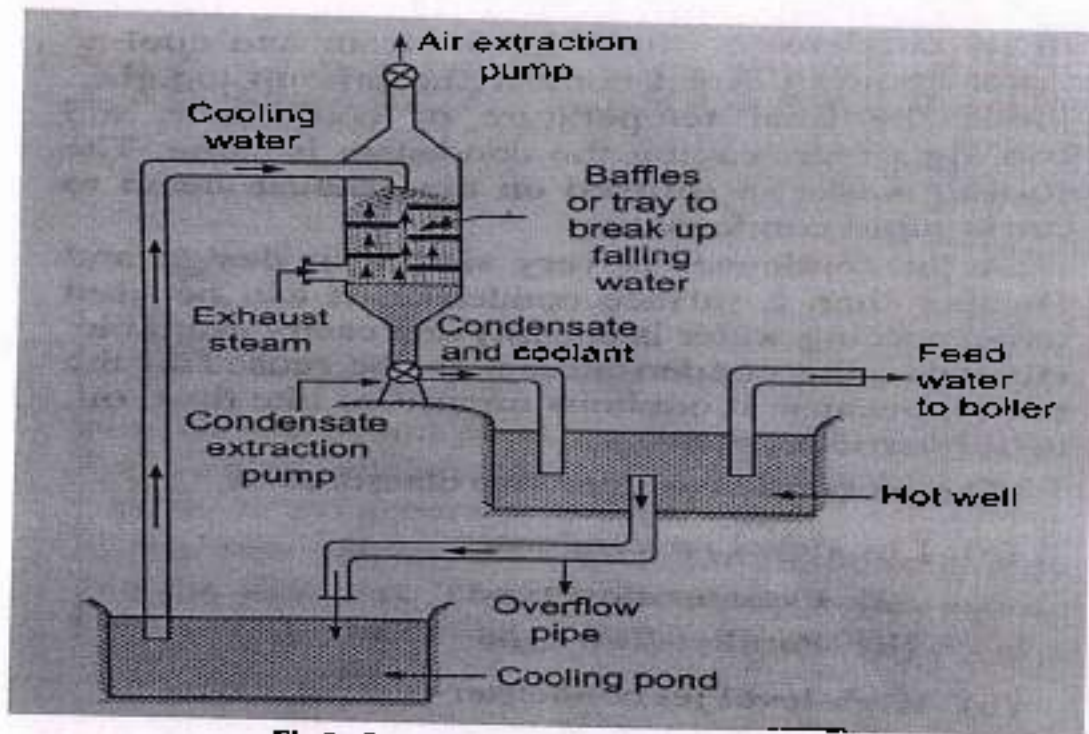 Air extraction
pump
Cooling
water
Baffles
or tray to
break up
falling
water
Exhaust
steam
Condensate
and coolant
Feed
water
to boiler
Condensate
extraction
pump
Hot well
Overflow
pipe
Cooling pond